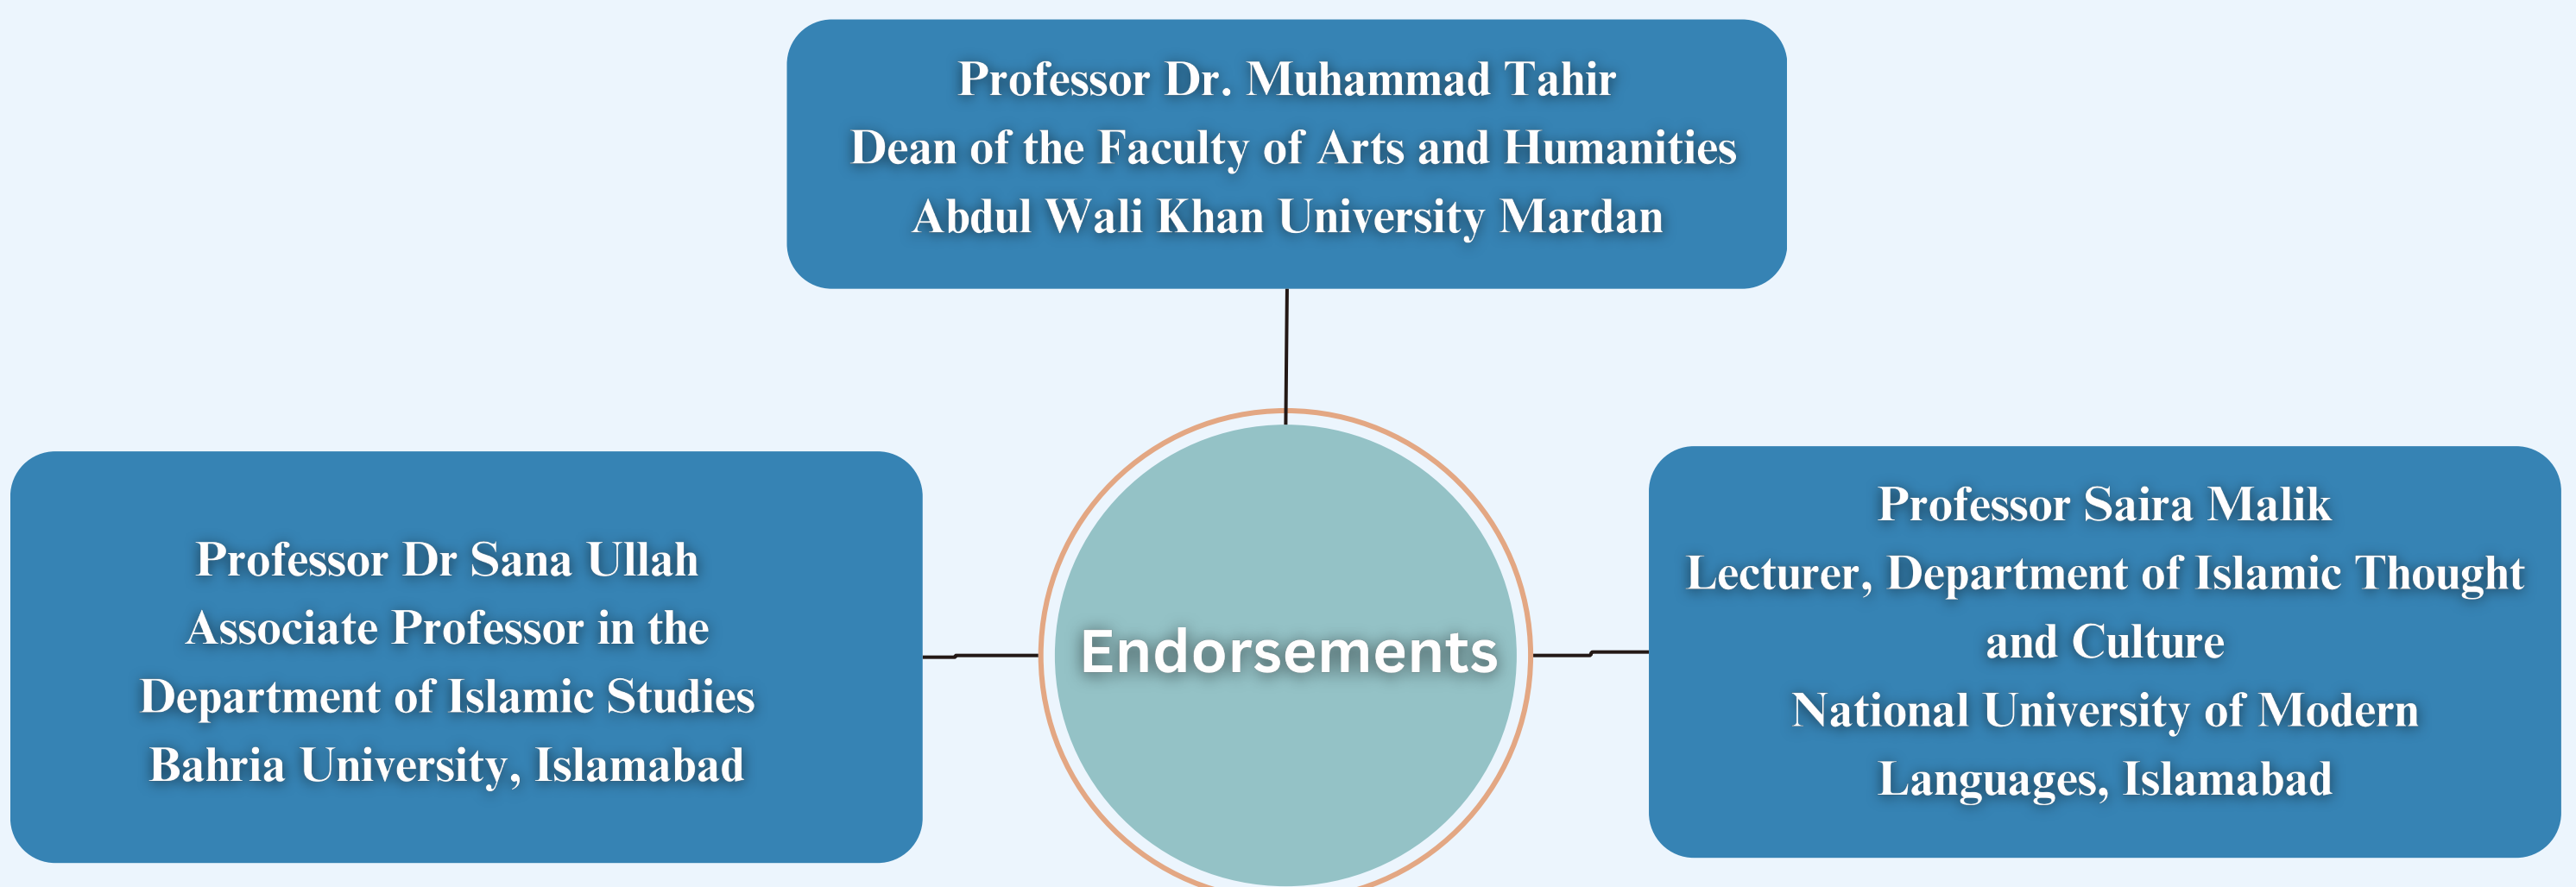 Professor Dr. Muhammad Tahir
Dean of the Faculty of Arts and Humanities
Abdul Wali Khan University Mardan
Professor Dr Sana Ullah
Associate Professor in the
Department of Islamic Studies
Bahria University, Islamabad
Endorsements
Professor Saira Malik
Lecturer, Department of Islamic Thought
and Culture
National University of Modern
Languages, Islamabad